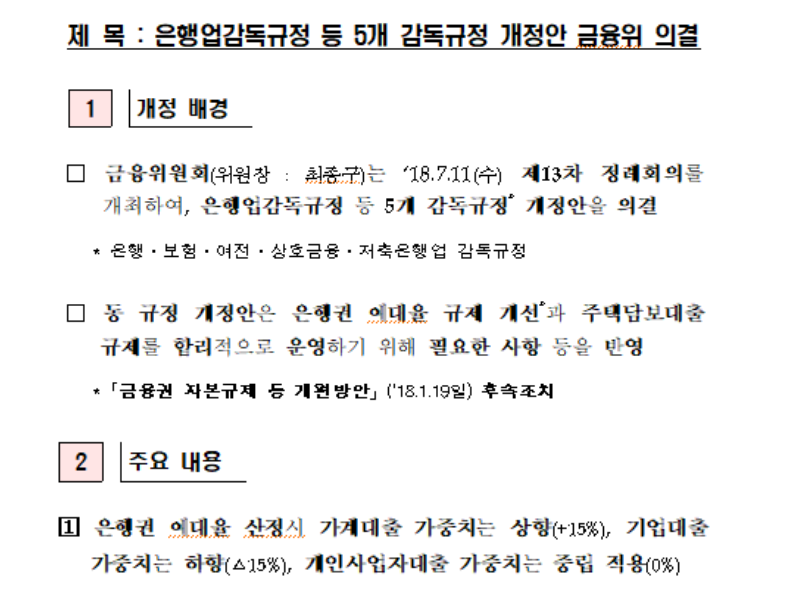 제 목 : 은행업감독규정 등 5개 감독규정 개정안 금융위 의결
1 개정 배경
□ 금융위원회(위원장 : 최종구)는 ‘18.7.11(수) 제13차 정례회의를
개최하여, 은행업감독규정 등 5개 감독규정* 개정안을 의결
* 은행·보험·여전·상호금융·저축은행업 감독규정
□ 동 규정 개정안은 은행권 예대율 규제 개선*과 주택담보대출
규제를 합리적으로 운영하기 위해 필요한 사항 등을 반영
* 「금융권 자본규제 등 개편방안」(’18.1.19일) 후속조치
2 주요 내용
1 은행권 예대율 산정시 가계대출 가중치는 상향(+15%), 기업대출
가중치는 하향(△15%), 개인사업자대출 가중치는 중립 적용(0%)